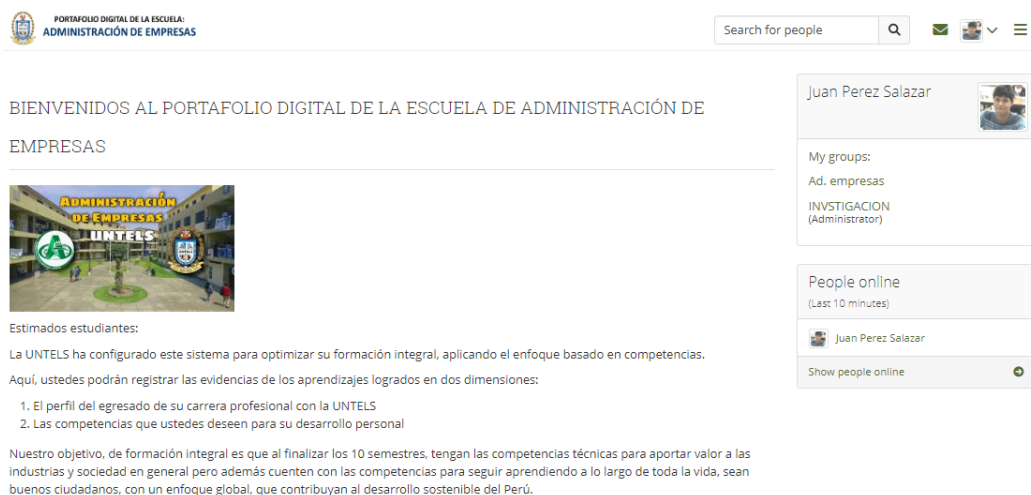 PORTAFOLIO DIGITAL DE LA ESCUELA:
ADMINISTRACIÓN DE EMPRESAS
Search for people
BIENVENIDOS AL PORTAFOLIO DIGITAL DE LA ESCUELA DE ADMINISTRACIÓN DE
EMPRESAS
ADMINISTRACIÓN
DE EMPRESAS
UNTELS
Estimados estudiantes:
La UNTELS ha configurado este sistema para optimizar su formación integral, aplicando el enfoque basado en competencias.
Aquí, ustedes podrán registrar las evidencias de los aprendizajes logrados en dos dimensiones:
1. El perfil del egresado de su carrera profesional con la UNTELS
2. Las competencias que ustedes deseen para su desarrollo personal
Nuestro objetivo, de formación integral es que al finalizar los 10 semestres, tengan las competencias técnicas para aportar valor a las
industrias y sociedad en general pero además cuenten con las competencias para seguir aprendiendo a lo largo de toda la vida, sean
buenos ciudadanos, con un enfoque global, que contribuyan al desarrollo sostenible del Perú.
Juan Perez Salazar
My groups:
Ad. empresas
INVSTIGACION
(Administrator)
People online
(Last 10 minutes)
Juan Perez Salazar
Show people online